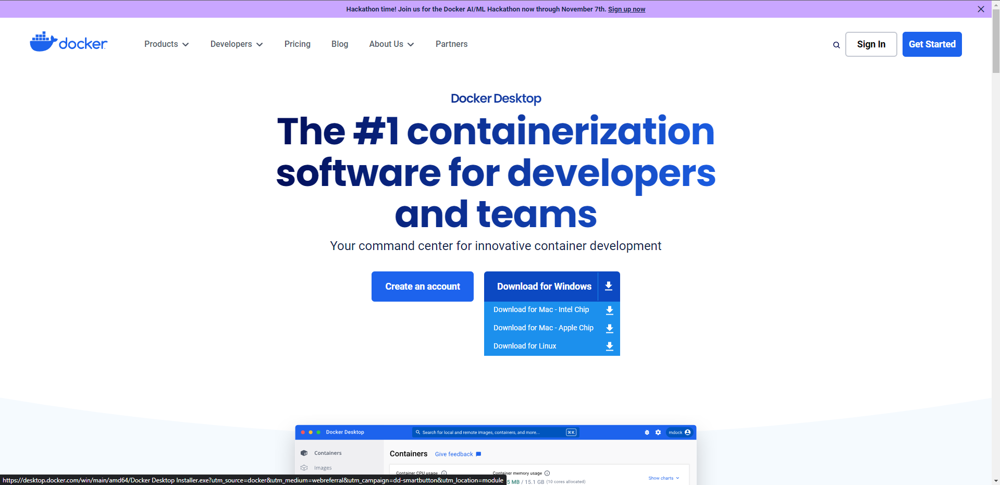 Hackathon time! Join us for the Docker AI/ML Hackathon now through November 7th. Sign up now
docker
Products
Developers
Pricing
Blog
About Us
Partners
Sign In
Get Started
Docker Desktop
The #1 containerization
software for developers
and teams
Your command center for innovative container development
Create an account
Download for Windows
Download for Mac - Intel Chip
Download for Mac - Apple Chip
Download for Linux
Docker Desktop
Search for local and remote images, containers, and more...
⌘K
mdock
Containers
Images
Containers
Give feedback
Container CPU usage
Container memory usage
5 MB / 15.1 GB (10 cores allocated)
Show charts
https://desktop.docker.com/win/main/amd64/Docker Desktop Installer.exe?utm_source=docker&utm_medium=webreferral&utm_campaign=dd-smartbutton&utm_location=module